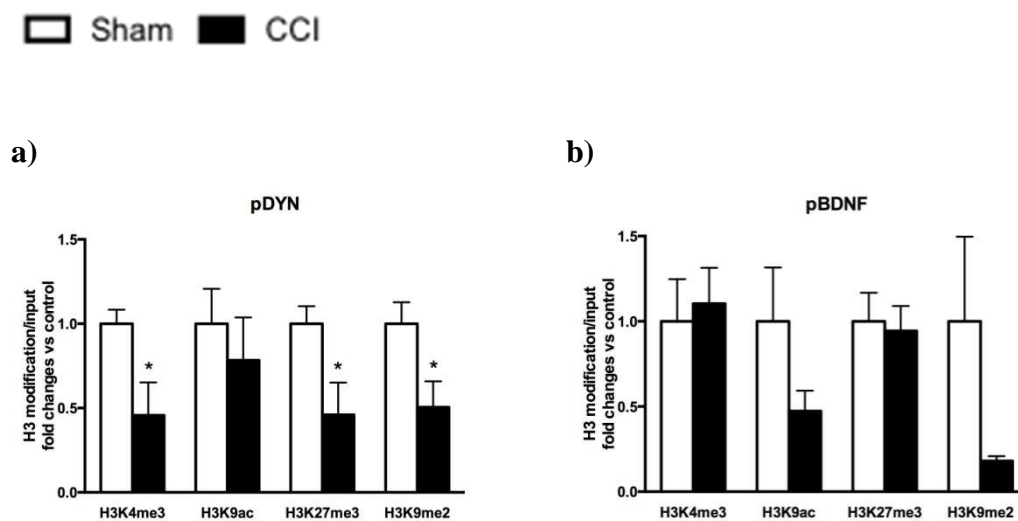 Sham CCI
a)
b)
pDYN
H3 modification/input
fold changes vs control
1.5
1.0
0.5
0.0
*
*
*
H3K4me3 H3K9ac H3K27me3 H3K9me2
pBDNF
H3 modification/input
fold changes vs control
1.5
1.0
0.5
0.0
H3K4me3 H3K9ac H3K27me3 H3K9me2